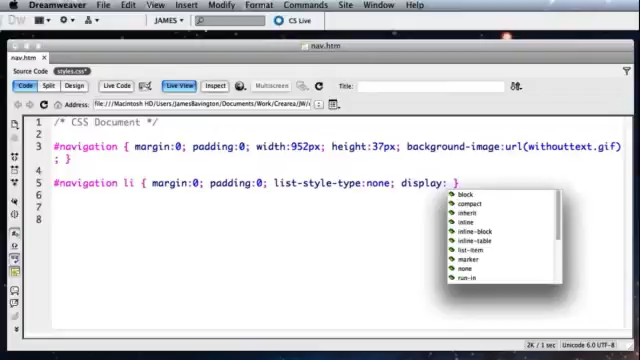 Dreamweaver File Edit View Insert Modify Format Commands Site Window Help
Dw JAMES CS Live
nav.htm
nav.htm
Source Code styles.css*
Code Split Design Live Code Live View Inspect Multiscreen Title:
Address: file:///Macintosh HD/Users/JamesBavington/Documents/Work/Crearea/JW/
1 /* CSS Document */
2
3 #navigation { margin:0; padding:0; width:952px; height:37px; background-image:url(withouttext.gif)
; }
4
5 #navigation li { margin:0; padding:0; list-style-type:none; display: }
6
7
8
block
compact
inherit
inline
inline-block
inline-table
list-item
marker
none
run-in
2K / 1 sec Unicode 6.0 UTF-8